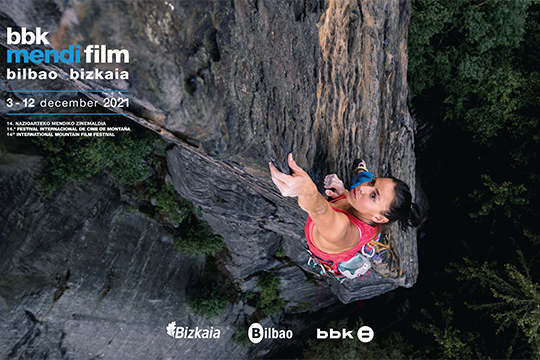 bbk
mendi film
bilbao bizkaia
3 - 12 december 2021
14. NAZIOARTEKO MENDIKO ZINEMALDIA
14.º FESTIVAL INTERNACIONAL DE CINE DE MONTAÑA
14th INTERNATIONAL MOUNTAIN FILM FESTIVAL
Bizkaia
Bilbao
bbk